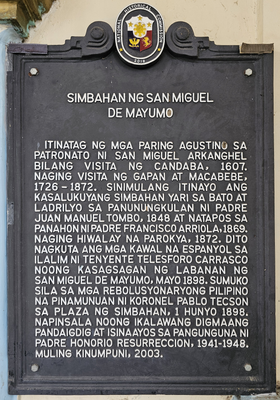 SIMBAHAN NG SAN MIGUEL
DE MAYUMO
ITINATAG NG MGA PARING AGUSTINO SA
PATRONATO NI SAN MIGUEL ARKANGHEL
BILANG VISITA NG CANDABA, 1607.
NAGING VISITA NG GAPAN AT MACABEBE,
1726 – 1872. SINIMULANG ITINAYO ANG
KASALUKUYANG SIMBAHAN YARI SA BATO AT
LADRILYO SA PANUNUNGKULAN NI PADRE
JUAN MANUEL TOMBO, 1848 AT NATAPOS SA
PANAHON NI PADRE FRANCISCO ARRIOLA, 1869.
NAGING HIWALAY NA PAROKYA, 1872. DITO
NAGKUTA ANG MGA KAWAL NA ESPANYOL SA
ILALIM NI TENYENTE TELESFORO CARRASCO
NOONG KASAGSAGAN NG LABANAN NG
SAN MIGUEL DE MAYUMO, MAYO 1898. SUMUKO
SILA SA MGA REBOLUSYONARYONG PILIPINO
NA PINAMUNUAN NI KORONEL PABLO TECSON
SA PLAZA NG SIMBAHAN, 1 HUNYO 1898.
NAPINSALA NOONG IKALAWANG DIGMAANG
PANDAIGDIG AT ISINAAYOS SA PANGUNGUNA NI
PADRE HONORIO RESURRECCION, 1941-1948.
MULING KINUMPUNI, 2003.